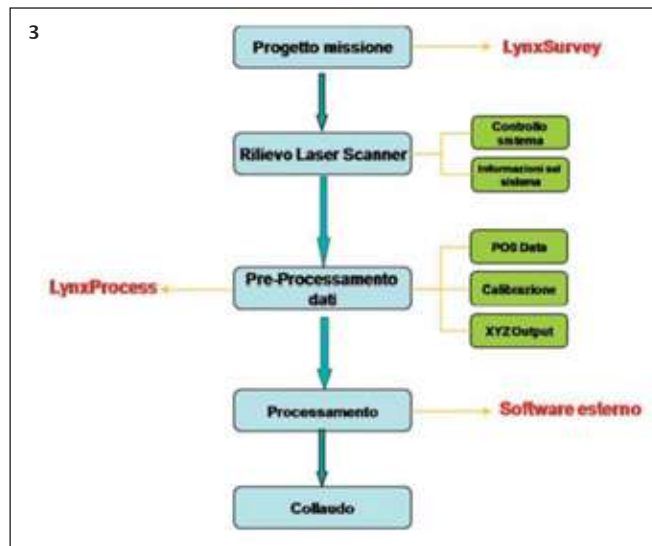 3
Progetto missione
LynxSurvey
Rilievo Laser Scanner
Controllo
sistema
Informazioni sul
sistema
Pre-Processamento
dati
LynxProcess
POS Data
Calibrazione
XYZ Output
Processamento
Software esterno
Collaudo